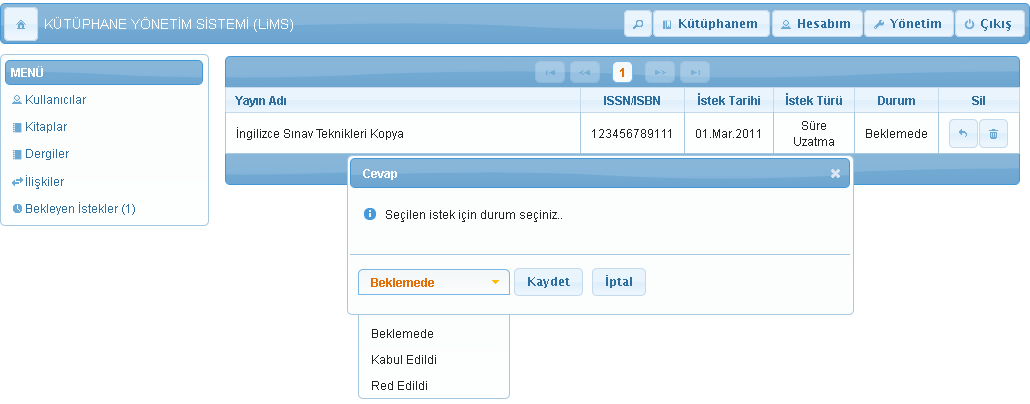 KÜTÜPHANE YÖNETİM SİSTEMİ (LiMS)
Kütüphanem
Hesabım
Yönetim
Çıkış
MENÜ
Kullanıcılar
Kitaplar
Dergiler
İlişkiler
Bekleyen İstekler (1)
1
Yayın Adı
ISSN/ISBN
İstek Tarihi
İstek Türü
Durum
Sil
İngilizce Sınav Teknikleri Kopya
123456789111
01.Mar.2011
Süre
Uzatma
Beklemede
Cevap
Seçilen istek için durum seçiniz..
Beklemede
Kaydet
İptal
Beklemede
Kabul Edildi
Red Edildi